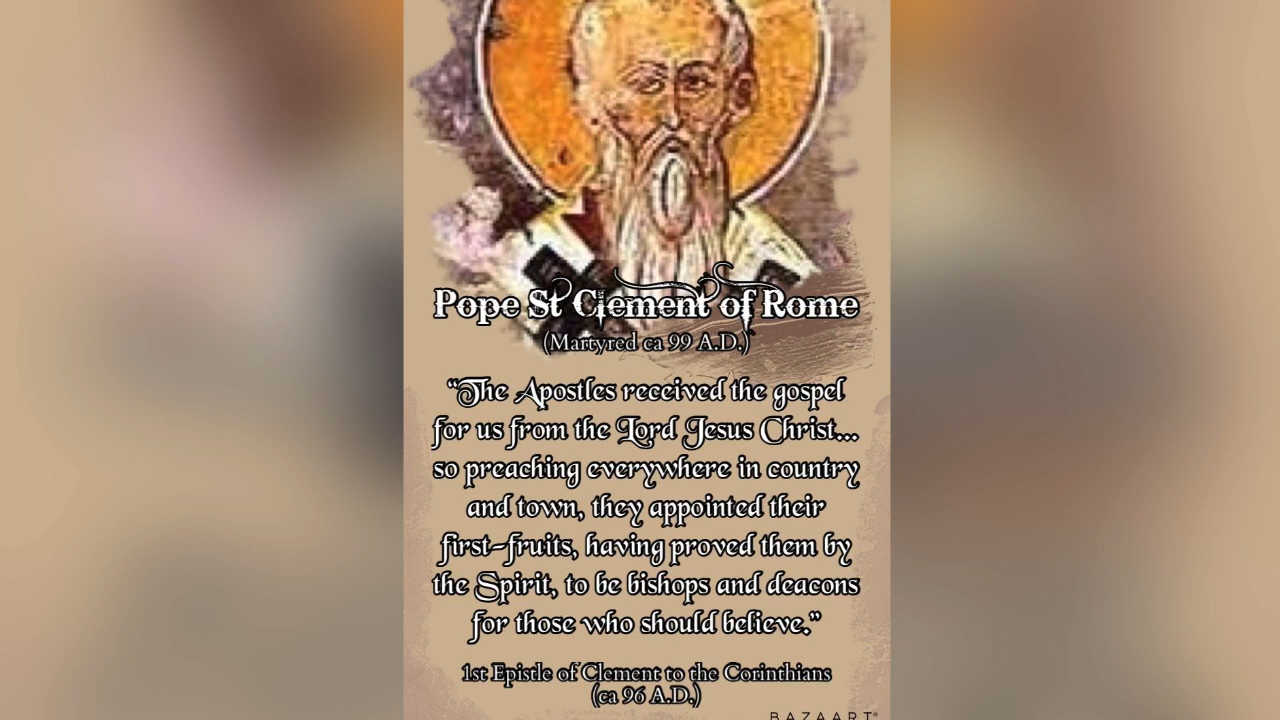 Pope St Clement of Rome
(Martyred ca 99 A.D.)
“The Apostles received the gospel
for us from the Lord Jesus Christ...
so preaching everywhere in country
and town, they appointed their
first-fruits, having proved them by
the Spirit, to be bishops and deacons
for those who should believe.”
1st Epistle of Clement to the Corinthians
(ca 96 A.D.)
BAZAART®